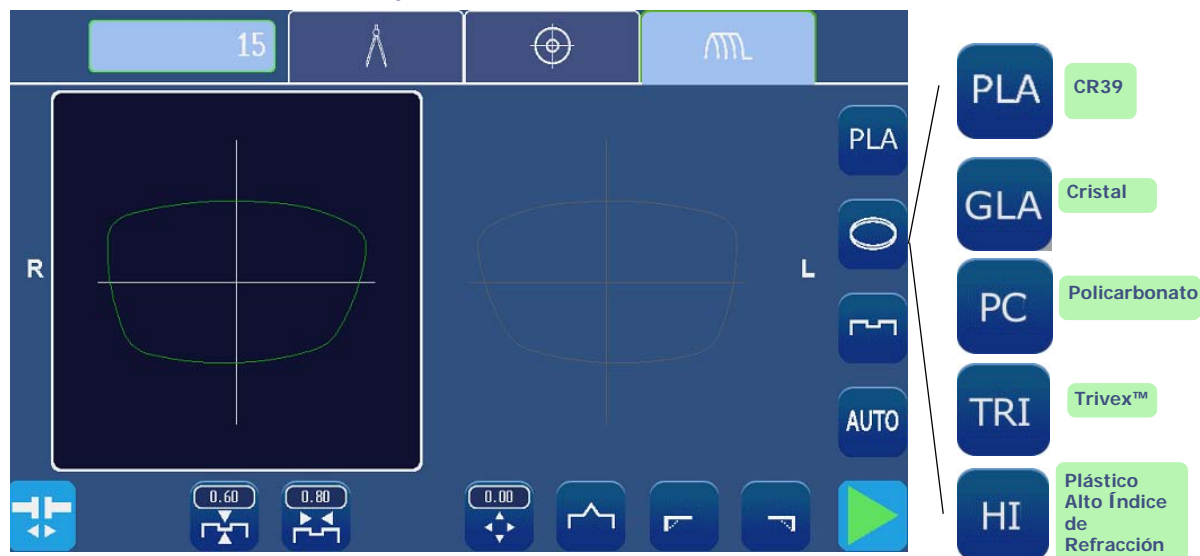 15
PLA
R
L
AUTO
0.60
0.80
0.00
PLA
CR39
GLA
Cristal
PC
Policarbonato
TRI
Trivex™
HI
Plástico
Alto Índice
de
Refracción